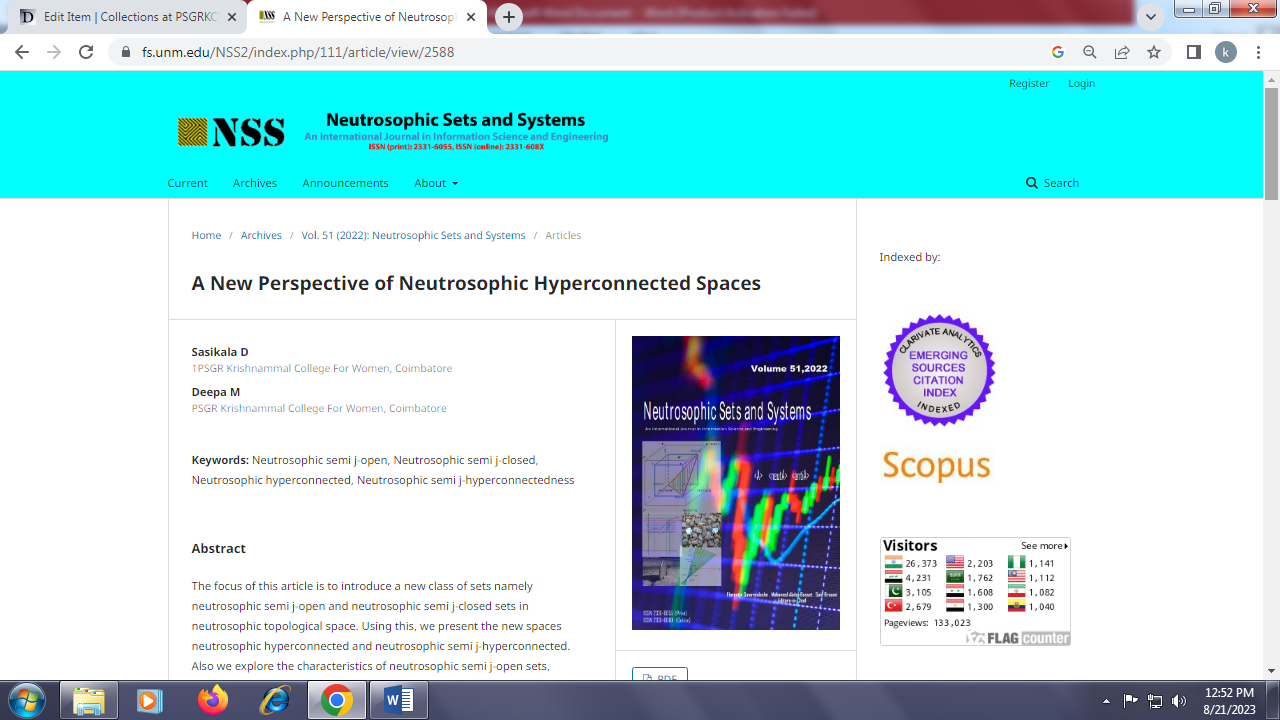 Edit Item | Collections at PSGRKC
A New Perspective of Neutrosoph
fs.unm.edu/NSS2/index.php/111/article/view/2588
k
Register Login
NSS
Neutrosophic Sets and Systems
An International Journal in Information Science and Engineering
ISSN (print): 2331-6055, ISSN (online): 2331-608X
Current Archives Announcements About
Search
Home / Archives / Vol. 51 (2022): Neutrosophic Sets and Systems / Articles
A New Perspective of Neutrosophic Hyperconnected Spaces
Sasikala D
1PSGR Krishnammal College For Women, Coimbatore
Deepa M
PSGR Krishnammal College For Women, Coimbatore
Keywords: Neutrosophic semi j-open, Neutrosophic semi j-closed,
Neutrosophic hyperconnected, Neutrosophic semi j-hyperconnectedness
Abstract
The focus of this article is to introduce a new class of sets namely
neutrosophic semi j-open and neutrosophic semi j-closed sets in
neutrosophic topological space. Using this, we present the new spaces
neutrosophic hyperconnected and neutrosophic semi j-hyperconnected.
Also we explore the characteristics of neutrosophic semi j-open sets,
Volume 51,2022
Neutrosophic Sets and Systems
An International Journal in Information Science and Engineering
PDF
Indexed by:
CLARIVATE ANALYTICS
EMERGING
SOURCES
CITATION
INDEX
INDEXED
Scopus
Visitors See more
26,373 2,203 1,141
4,231 1,762 1,112
3,105 1,608 1,082
2,679 1,300 1,040
Pageviews: 133,023
FLAG counter
12:52 PM
8/21/2023